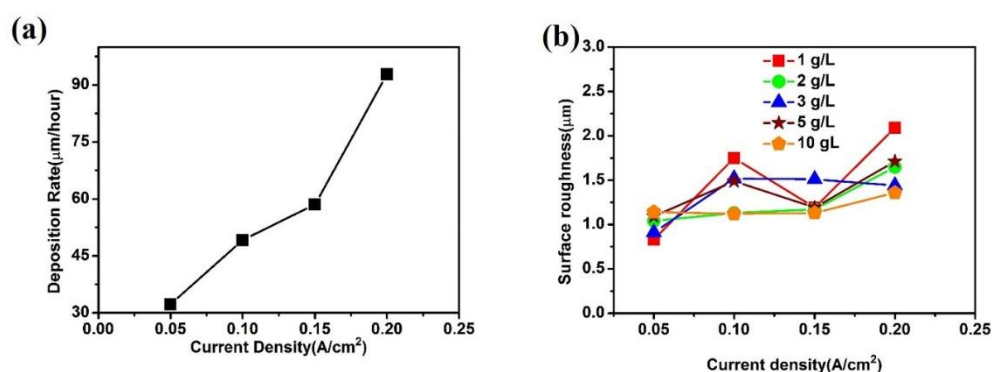 (a)
Deposition Rate(μm/hour)
90
75
60
45
30
0.00 0.05 0.10 0.15 0.20 0.25
Current Density(A/cm²)
(b)
Surface roughness(μm)
3.0
2.5
2.0
1.5
1.0
0.5
0.0
1 g/L
2 g/L
3 g/L
5 g/L
10 gL
0.05 0.10 0.15 0.20 0.25
Current density(A/cm²)